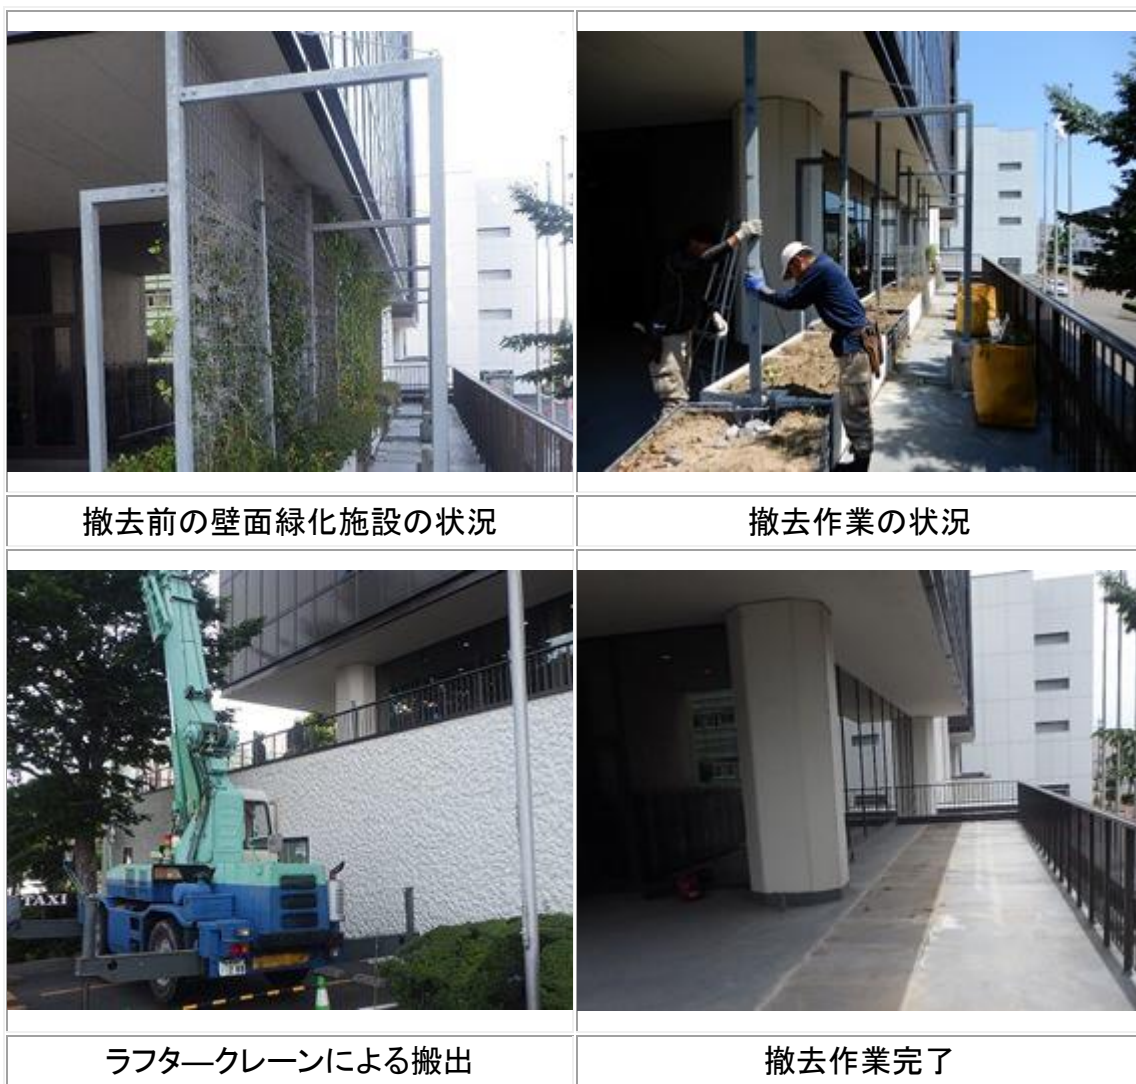 撤去前の壁面緑化施設の状況
撤去作業の状況
TAXI
ラフタ―クレーンによる搬出
撤去作業完了